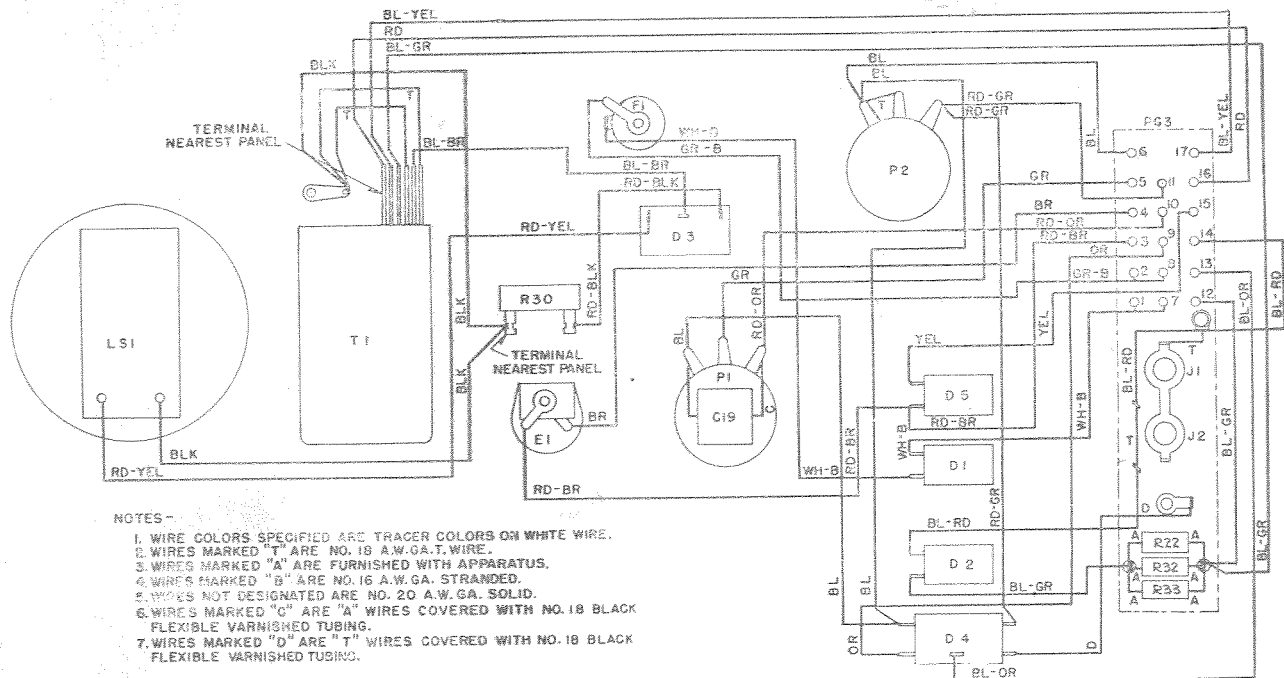 BL-YEL
RD
BL-GR
BLK
T
T
TERMINAL
NEAREST PANEL
BL-BR
F1
WH-B
GR-B
BL-BR
RD-BLK
BL
BL
T
RD-GR
RD-GR
P2
BL
PG3
BL-YEL
RD
6
17
5
11
16
4
10
15
3
9
14
2
8
13
1
7
12
GR
BR
RD-OR
RD-BR
OR
GR-B
RD-YEL
D3
GR
RD-BLK
RD-OR
BL
BLK
R30
LS1
T1
TERMINAL
NEAREST PANEL
BLK
P1
C19
C
E1
BR
YEL
YEL
D5
RD-BR
RD-BR
WH-B
D1
WH-B
WH-B
BL-RD
T
J1
T
J2
BL-OR
BL-RD
BL-GR
BLK
RD-YEL
RD-BR
RD-GR
BL-RD
D2
BL-GR
D
A
R22
A
A
R32
A
A
R33
A
BL-GR
BL
BL
OR
D4
D
BL-OR
NOTES-
1. WIRE COLORS SPECIFIED ARE TRACER COLORS ON WHITE WIRE.
2. WIRES MARKED "T" ARE NO. 18 A.W.GA.T. WIRE.
3. WIRES MARKED "A" ARE FURNISHED WITH APPARATUS.
4. WIRES MARKED "B" ARE NO. 16 A.W. GA. STRANDED.
5. WIRES NOT DESIGNATED ARE NO. 20 A.W. GA. SOLID.
6. WIRES MARKED "C" ARE "A" WIRES COVERED WITH NO. 18 BLACK
FLEXIBLE VARNISHED TUBING.
7. WIRES MARKED "D" ARE "T" WIRES COVERED WITH NO. 18 BLACK
FLEXIBLE VARNISHED TUBING.